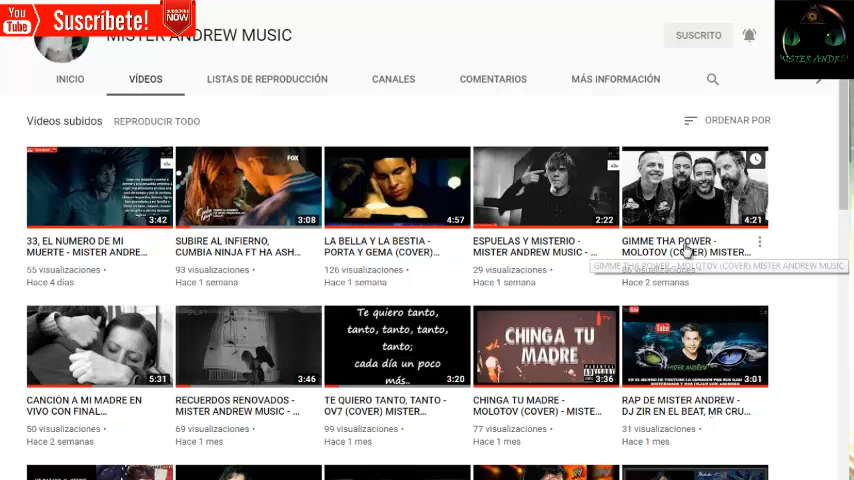 You Tube
Suscríbete!
SUBSCRIBE NOW
MISTER ANDREW MUSIC
SUSCRITO
MISTER ANDREW
INICIO
VÍDEOS
LISTAS DE REPRODUCCIÓN
CANALES
COMENTARIOS
MÁS INFORMACIÓN
Vídeos subidos
REPRODUCIR TODO
ORDENAR POR
3:42
FOX
3:08
4:57
2:22
4:21
33, EL NUMERO DE MI
MUERTE - MISTER ANDRE...
55 visualizaciones
Hace 4 días
SUBIRE AL INFIERNO,
CUMBIA NINJA FT HA ASH...
93 visualizaciones
Hace 1 semana
LA BELLA Y LA BESTIA -
PORTA Y GEMA (COVER)...
126 visualizaciones
Hace 1 semana
ESPUELAS Y MISTERIO -
MISTER ANDREW MUSIC - ...
29 visualizaciones
Hace 1 semana
GIMME THA POWER -
MOLOTOV (COVER) MISTER...
GIMME THA POWER - MOLOTOV (COVER) MISTER ANDREW MUSIC
Hace 2 semanas
5:31
PLAY
3:46
Te quiero tanto,
tanto, tanto,
tanto;
cada día un poco
más..
3:20
CHINGA TU
MADRE
3:36
You Tube
MISTER ANDREW
3:01
CANCIÓN A MI MADRE EN
VIVO CON FINAL...
50 visualizaciones
Hace 2 semanas
RECUERDOS RENOVADOS -
MISTER ANDREW MUSIC - ...
69 visualizaciones
Hace 1 mes
TE QUIERO TANTO, TANTO -
OV7 (COVER) MISTER...
99 visualizaciones
Hace 1 mes
CHINGA TU MADRE -
MOLOTOV (COVER) - MISTE...
77 visualizaciones
Hace 1 mes
RAP DE MISTER ANDREW -
DJ ZIR EN EL BEAT, MR CRU...
31 visualizaciones
Hace 1 mes